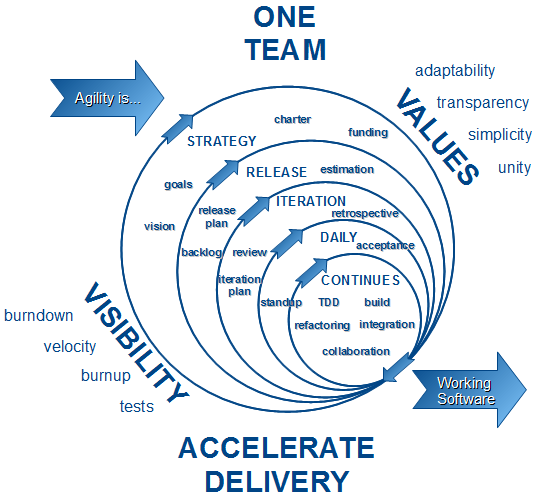 ONE
TEAM
Agility is...
adaptability
transparency
simplicity
unity
VALUES
charter
funding
STRATEGY
RELEASE
estimation
goals
ITERATION
release
plan
retrospective
vision
DAILY
acceptance
backlog
review
CONTINUES
iteration
plan
standup
TDD
build
refactoring
integration
collaboration
VISIBILITY
burndown
velocity
burnup
tests
Working
Software
ACCELERATE
DELIVERY